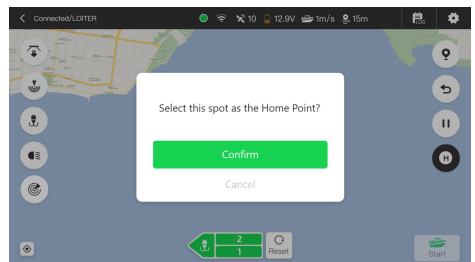 Connected/LOITER
10
12.9V
1m/s
15m
LOG
Select this spot as the Home Point?
Confirm
Cancel
H
2
1
Reset
Start